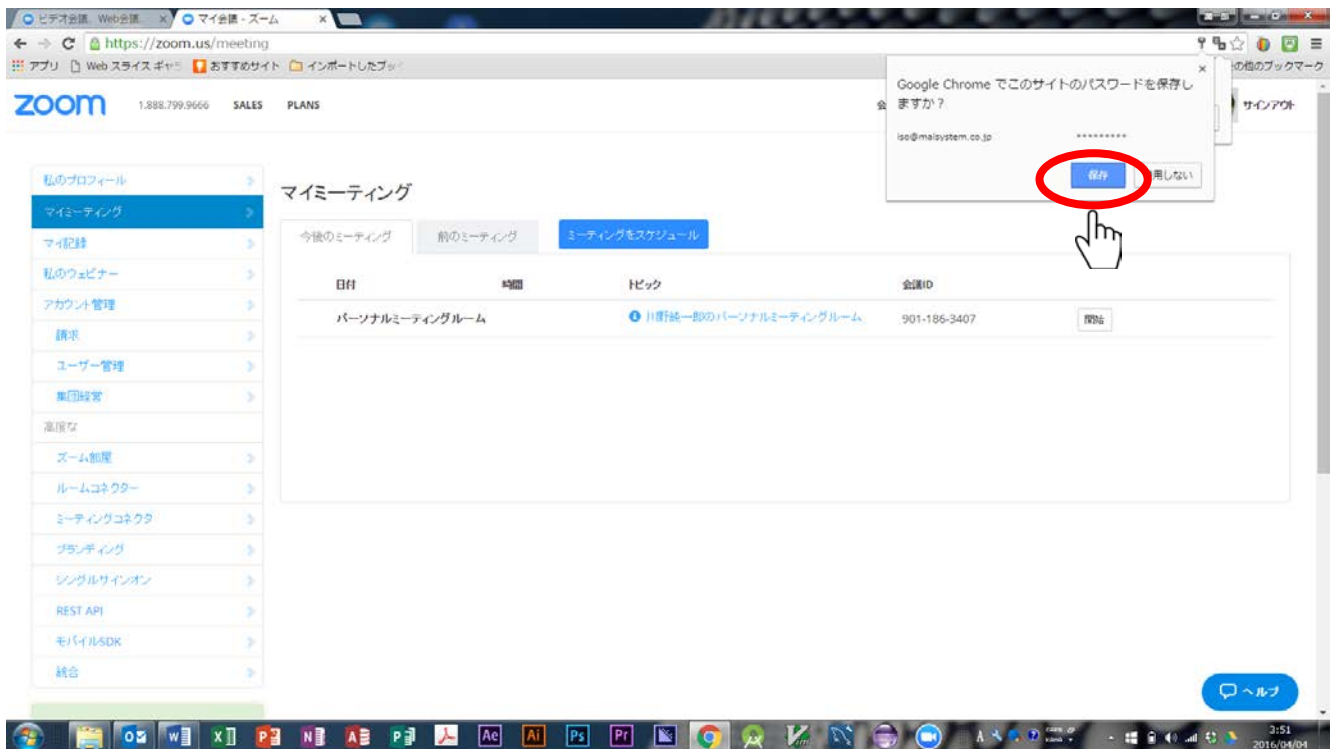 ビデオ会議、Web会議、
マイ会議 - ズーム
https://zoom.us/meeting
アプリ Web スライス ギャラ おすすめサイト インポートしたブッ
の他のブックマーク
zoom 1.888.799.9666 SALES PLANS
サインアウト
Google Chrome でこのサイトのパスワードを保存し
ますか?
iso@maisystem.co.jp *********
保存 用しない
私のプロフィール
マイミーティング
マイ記録
私のウェビナー
アカウント管理
請求
ユーザー管理
集団経営
高度な
ズーム部屋
ルームコネクター
ミーティングコネクタ
ブランディング
シングルサインオン
REST API
モバイルSDK
統合
マイミーティング
今後のミーティング 前のミーティング ミーティングをスケジュール
日付 時間 トピック 会議ID
パーソナルミーティングルーム 川野純一郎のパーソナルミーティングルーム 901-186-3407 開始
ヘルプ
Ae Ai Ps Pr
3:51
2016/04/04